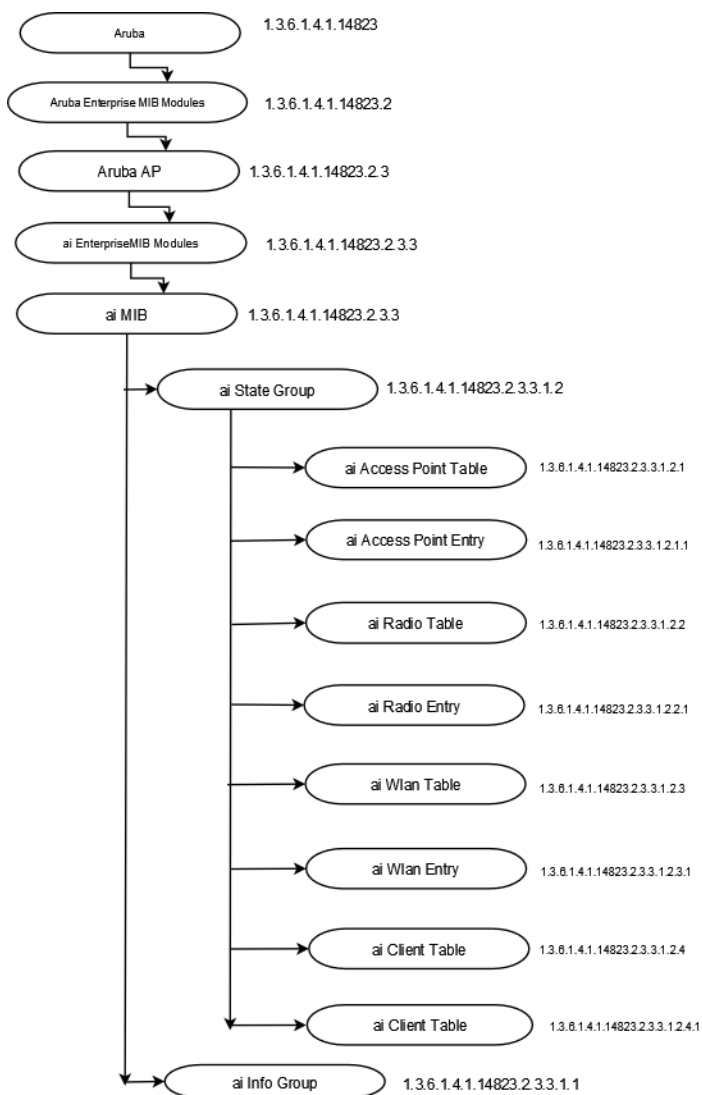 Aruba 1.3.6.1.4.1.14823
Aruba Enterprise MIB Modules 1.3.6.1.4.1.14823.2
Aruba AP 1.3.6.1.4.1.14823.2.3
ai EnterpriseMIB Modules 1.3.6.1.4.1.14823.2.3.3
ai MIB 1.3.6.1.4.1.14823.2.3.3
ai State Group 1.3.6.1.4.1.14823.2.3.3.1.2
ai Access Point Table 1.3.6.1.4.1.14823.2.3.3.1.2.1
ai Access Point Entry 1.3.6.1.4.1.14823.2.3.3.1.2.1.1
ai Radio Table 1.3.6.1.4.1.14823.2.3.3.1.2.2
ai Radio Entry 1.3.6.1.4.1.14823.2.3.3.1.2.2.1
ai Wlan Table 1.3.6.1.4.1.14823.2.3.3.1.2.3
ai Wlan Entry 1.3.6.1.4.1.14823.2.3.3.1.2.3.1
ai Client Table 1.3.6.1.4.1.14823.2.3.3.1.2.4
ai Client Table 1.3.6.1.4.1.14823.2.3.3.1.2.4.1
ai Info Group 1.3.6.1.4.1.14823.2.3.3.1.1